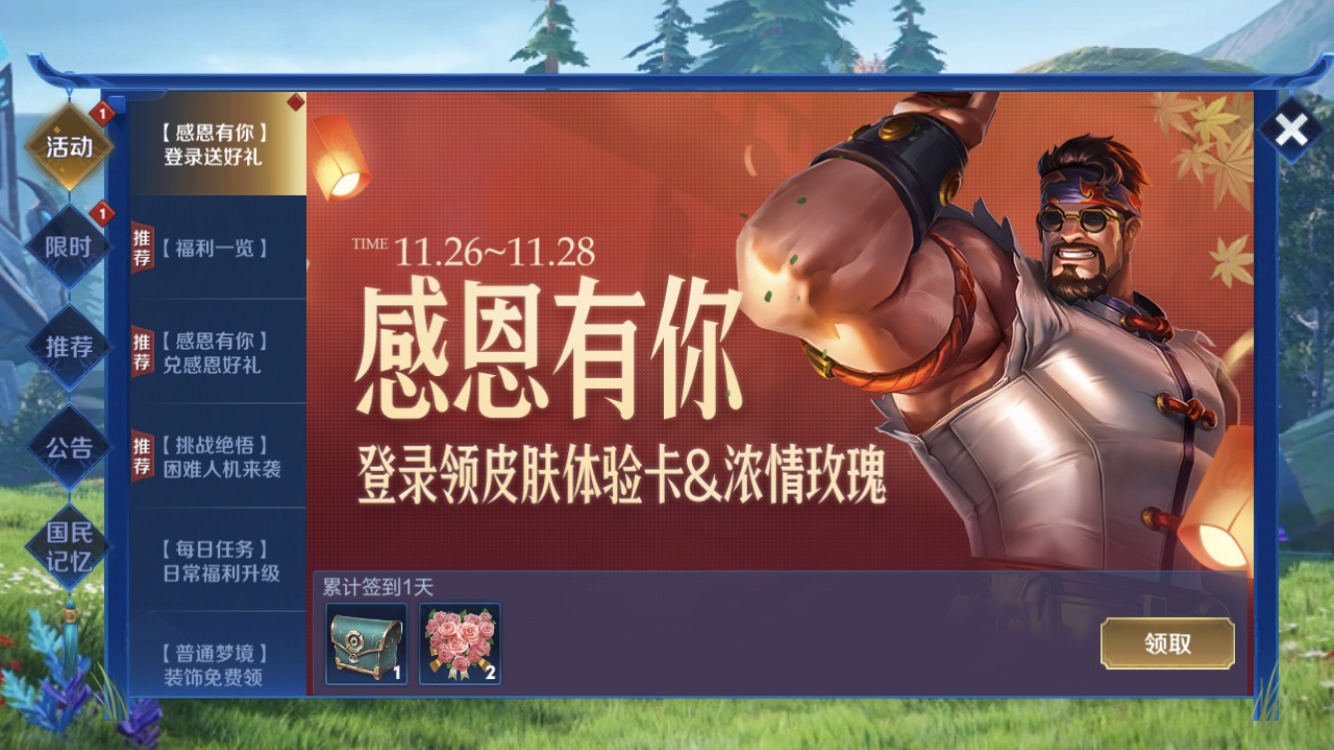 活动
1
限时
1
推荐
公告
国民
记忆
【感恩有你】
登录送好礼
推荐
【福利一览】
推荐
【感恩有你】
兑感恩好礼
推荐
【挑战绝悟】
困难人机来袭
【每日任务】
日常福利升级
【普通梦境】
装饰免费领
TIME 11.26~11.28
感恩有你
登录领皮肤体验卡&浓情玫瑰
累计签到1天
1
2
领取